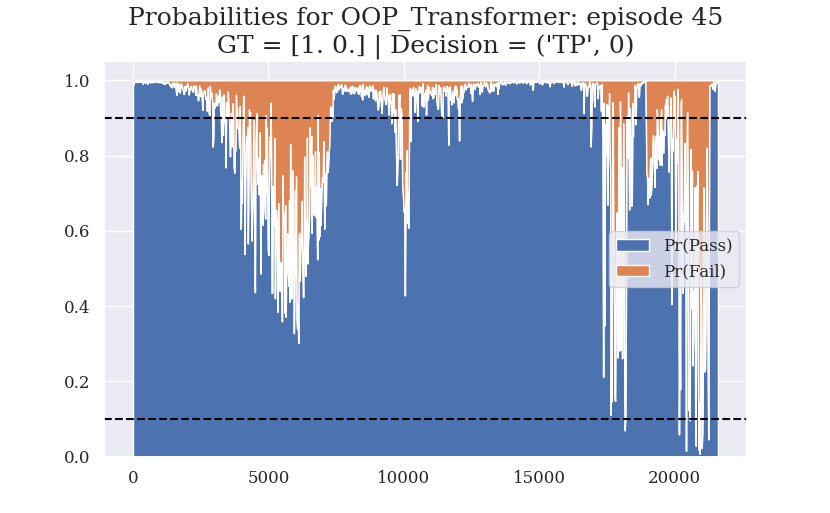 Probabilities for OOP_Transformer: episode 45
GT = [1. 0.] | Decision = ('TP', 0)
1.0
0.8
0.6
0.4
0.2
0.0
Pr(Pass)
Pr(Fail)
0 5000 10000 15000 20000